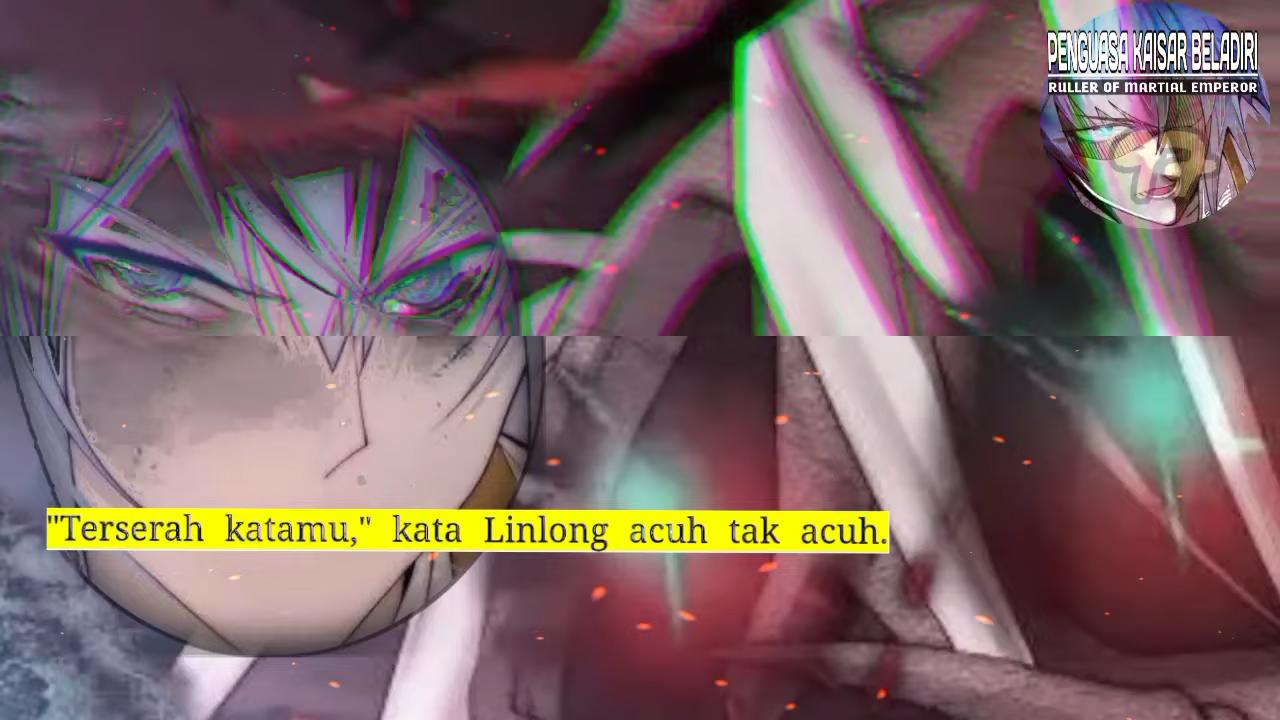 PENGUASA KAISAR BELADIRI
RULLER OF MARTIAL EMPEROR
"Terserah katamu," kata Linlong acuh tak acuh.